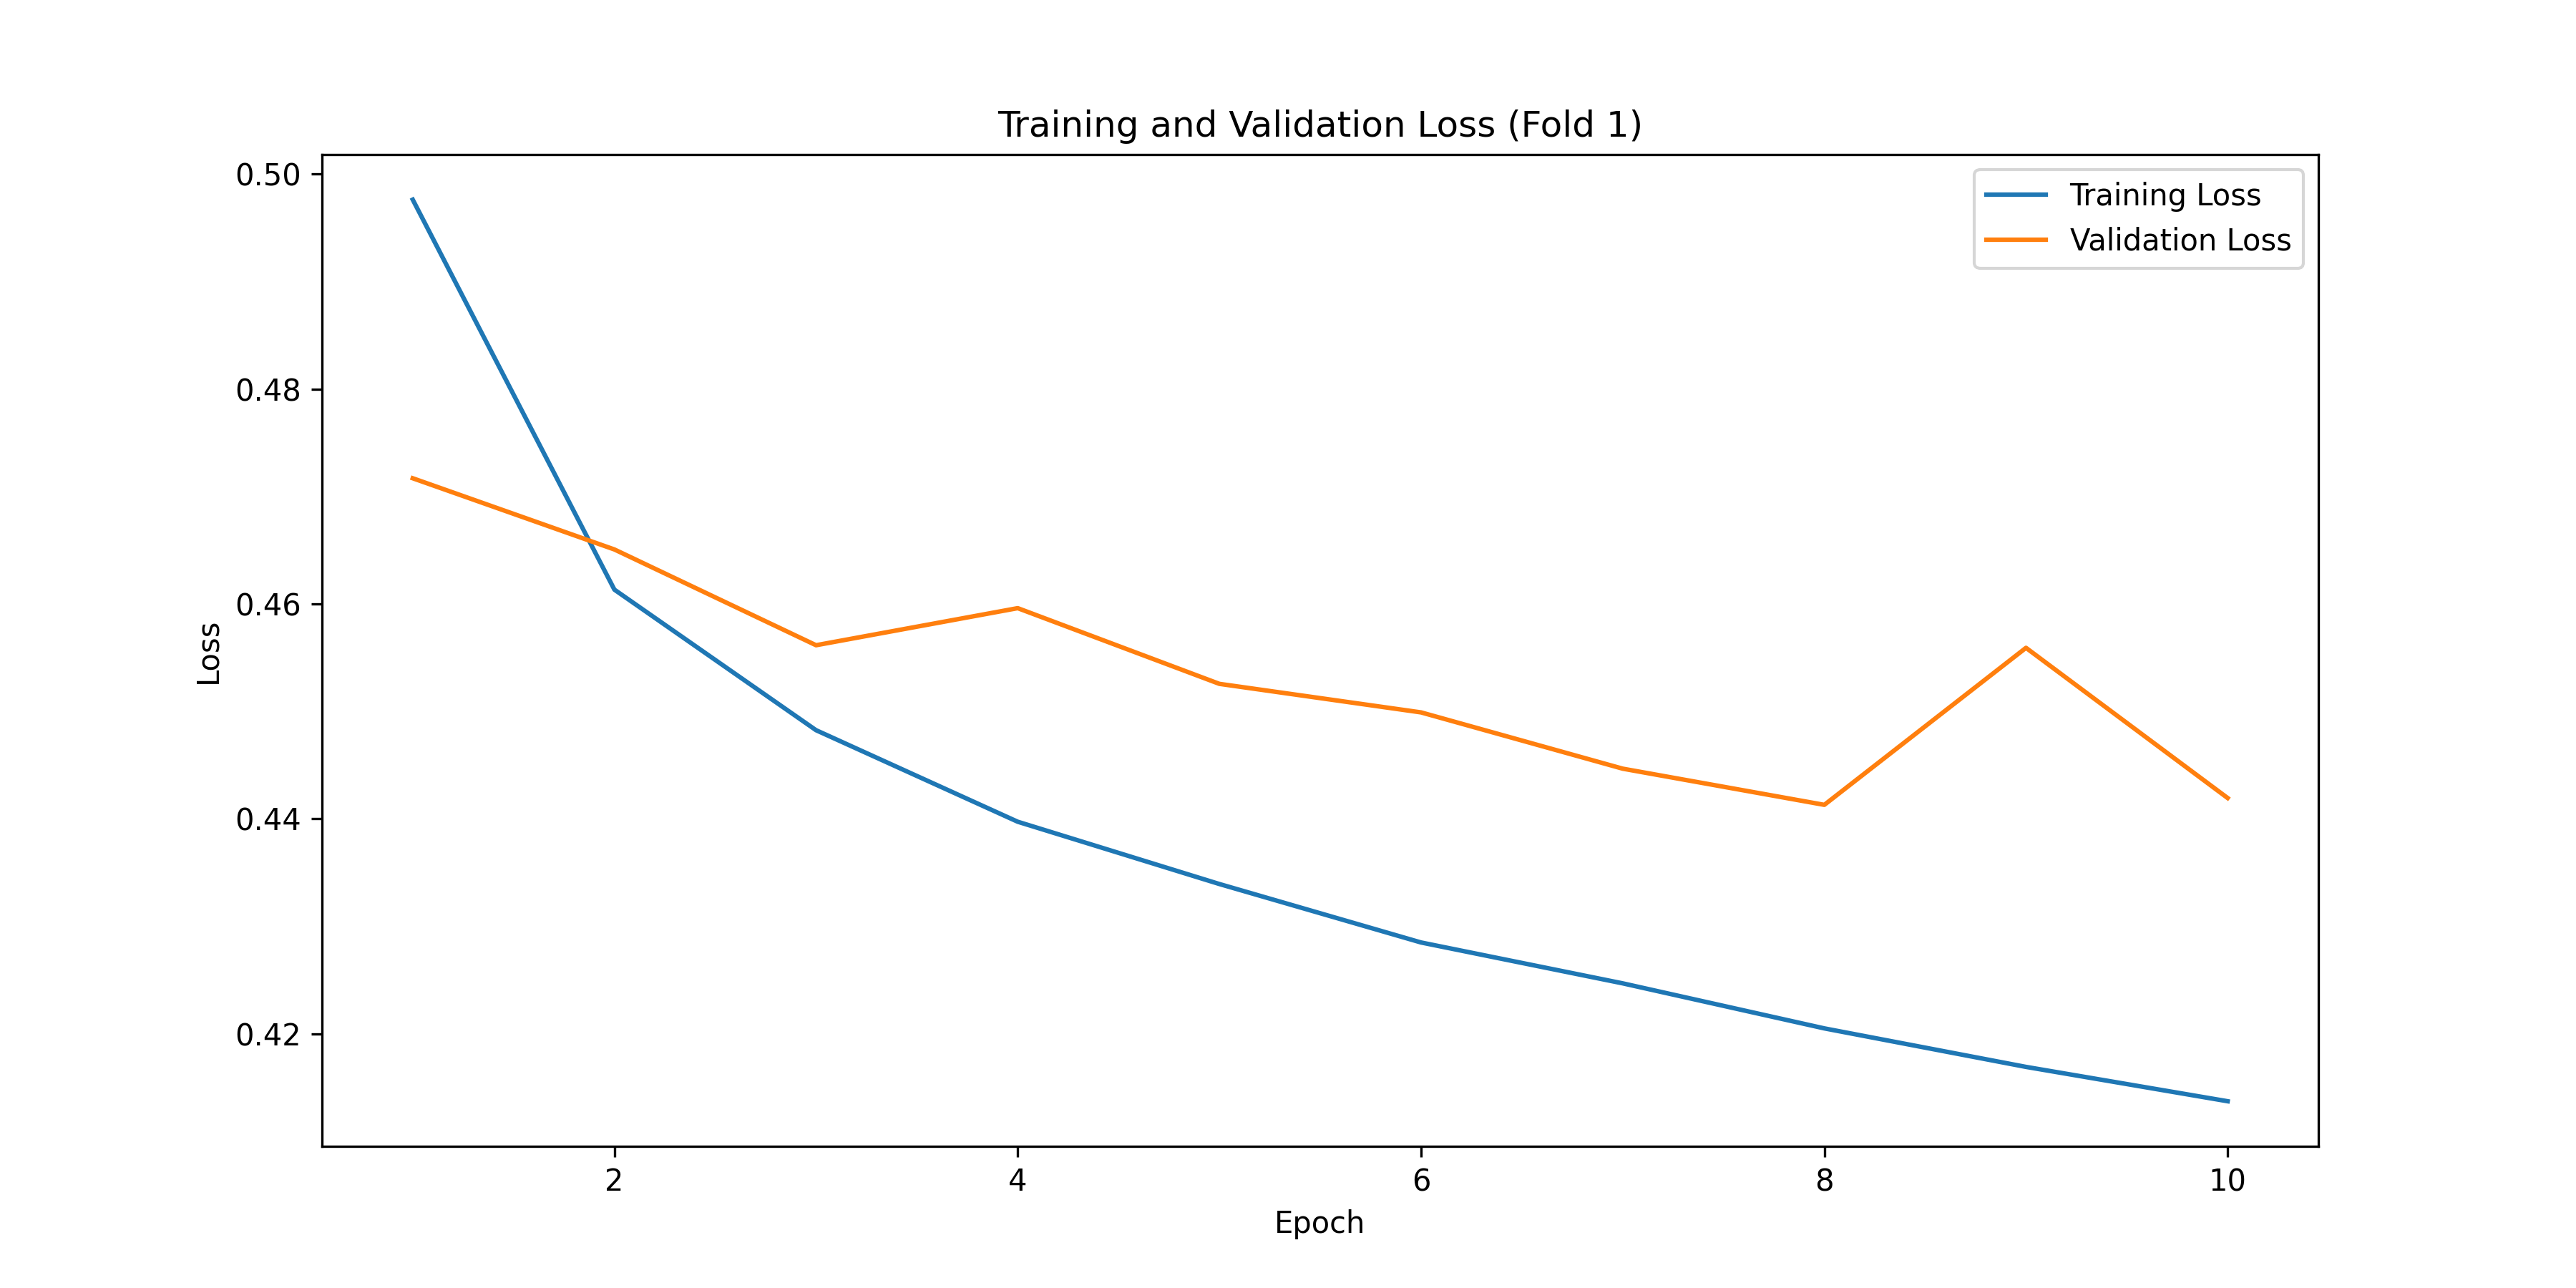 Training and Validation Loss (Fold 1)
Training Loss
Validation Loss
0.50
0.48
0.46
0.44
0.42
Loss
2 4 6 8 10
Epoch